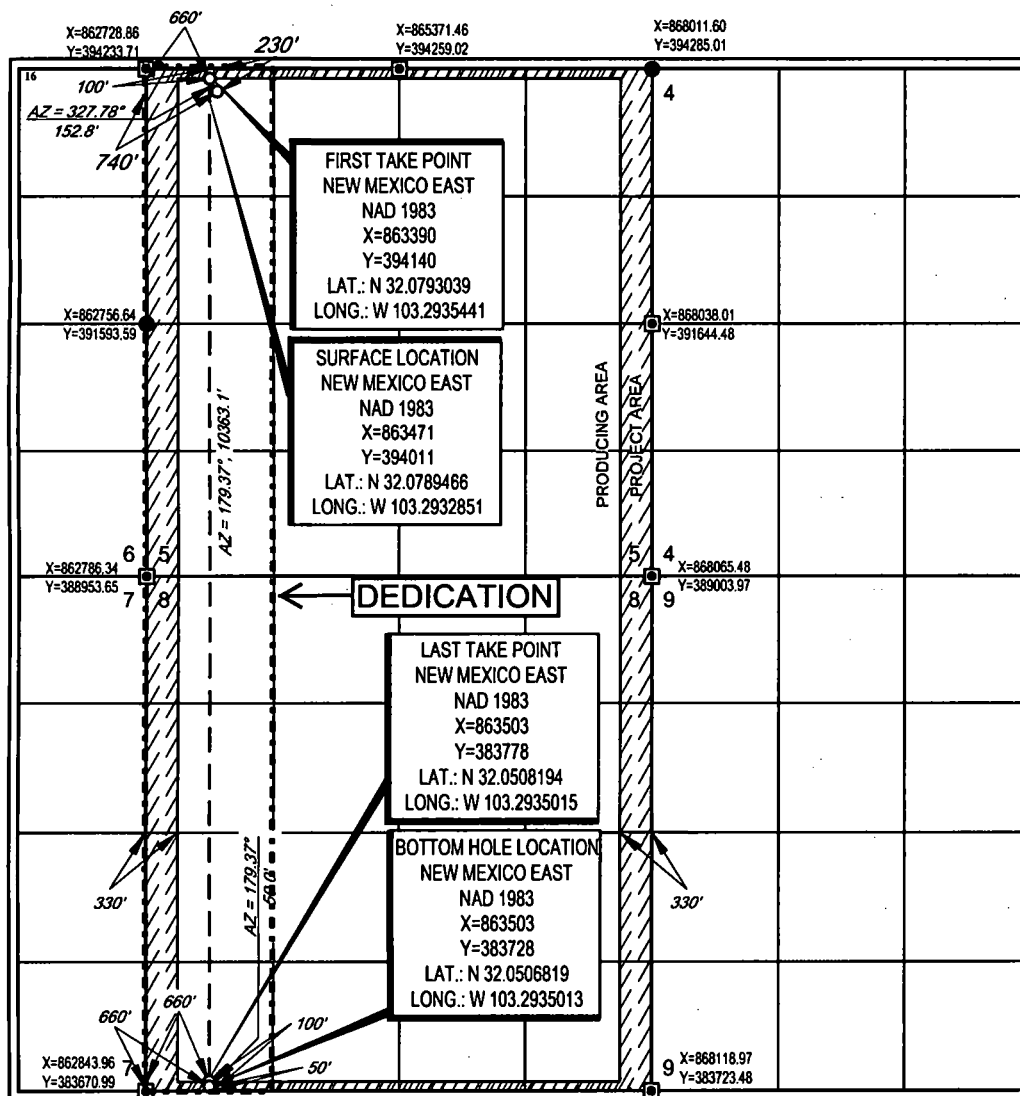 660'
X=862728.86
Y=394233.71
230'
X=865371.46
Y=394259.02
X=868011.60
Y=394285.01
16
100'
AZ = 327.78°
152.8'
740'
4
FIRST TAKE POINT
NEW MEXICO EAST
NAD 1983
X=863390
Y=394140
LAT.: N 32.0793039
LONG.: W 103.2935441
X=862756.64
Y=391593.59
X=868038.01
Y=391644.48
SURFACE LOCATION
NEW MEXICO EAST
NAD 1983
X=863471
Y=394011
LAT.: N 32.0789466
LONG.: W 103.2932851
AZ = 179.37°, 10363.1'
PRODUCING AREA
PROJECT AREA
6 5
5 4
X=862786.34
Y=388953.65
X=868065.48
Y=389003.97
7 8
8 9
DEDICATION
LAST TAKE POINT
NEW MEXICO EAST
NAD 1983
X=863503
Y=383778
LAT.: N 32.0508194
LONG.: W 103.2935015
BOTTOM HOLE LOCATION
NEW MEXICO EAST
NAD 1983
X=863503
Y=383728
LAT.: N 32.0506819
LONG.: W 103.2935013
330'
330'
AZ = 179.37°
50.0'
660'
660'
100'
50'
X=862843.96
Y=383670.99
7
9
X=868118.97
Y=383723.48